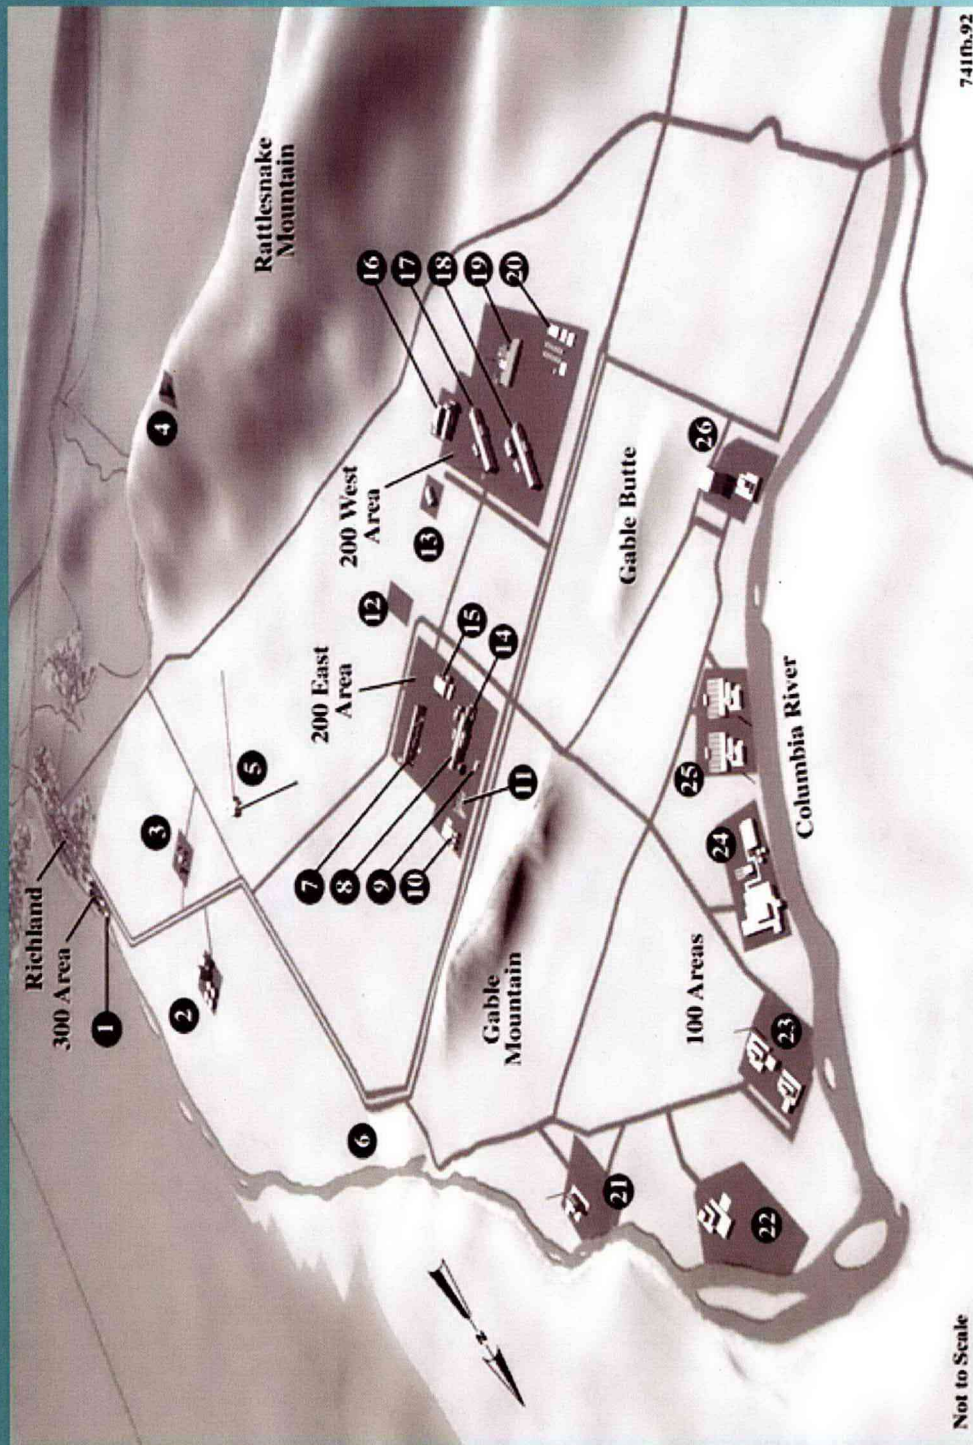 Richland
300 Area
1
2
3
4
5
6
Rattlesnake
Mountain
200 West
Area
16
17
18
19
20
13
12
200 East
Area
15
14
7
8
9
10
11
Gable
Mountain
Gable Butte
26
25
24
23
22
21
100 Areas
Columbia River
N
Not to Scale
741fb.92